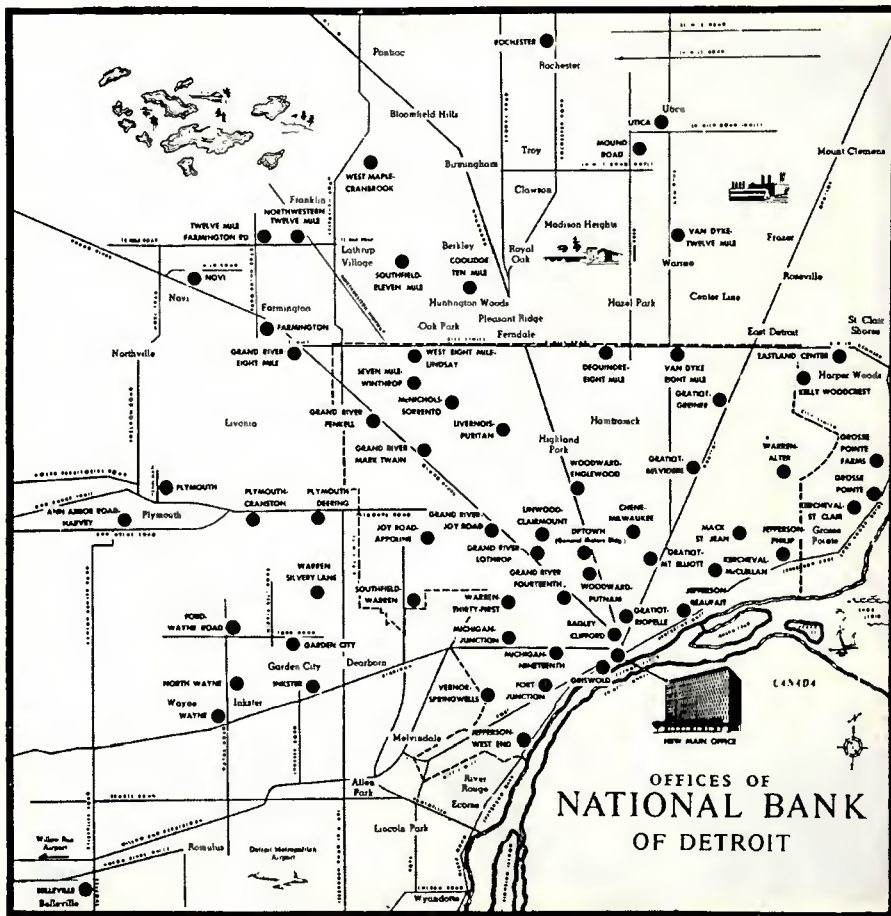 Pontiac
ROCHESTER
Rochester
Bloomfield Hills
Utica
UTICA
Troy
MOUND
ROAD
Birmingham
Mount Clemens
WEST MAPLE-
CRANBROOK
Clawson
Franklin
NORTHWESTERN
TWELVE MILE
TWELVE MILE
FARMINGTON RD
Madison Heights
VAN DYKE-
TWELVE MILE
Frazer
Lathrup
Village
Berkley
COOLIDGE
TEN MILE
Royal
Oak
Warren
SOUTHFIELD-
ELEVEN MILE
Roseville
NOVI
Novi
Huntington Woods
Hazel Park
Center Line
Farmington
Pleasant Ridge
St Clair
Shores
FARMINGTON
Oak Park
Ferndale
East Detroit
Northville
GRAND RIVER
EIGHT MILE
WEST EIGHT MILE-
LINDSAY
DEQUINDRE-
EIGHT MILE
VAN DYKE
EIGHT MILE
EASTLAND CENTER
SEVEN MILE-
WINTHROP
Harper Woods
KELLY WOODCREST
McNICHOLS-
SORRENTO
GRATIOT-
GREINER
Livonia
GRAND RIVER
FENKELL
LIVERNOIS-
PURITAN
Hamtramck
Highland
Park
GRAND RIVER
MARK TWAIN
WOODWARD-
ENGLEWOOD
GRATIOT-
BELVIDERE
WARREN-
ALTER
GROSSE
POINTE
FARMS
PLYMOUTH
GROSSE
POINTE
ANN ARBOR ROAD-
HARVEY
Plymouth
PLYMOUTH-
CRANSTON
PLYMOUTH
DEERING
JOY ROAD-
APPOLINE
GRAND RIVER-
JOY ROAD
LINWOOD-
CLAIRMOUNT
CHENE-
MILWAUKEE
KERCHEVAL-
ST CLAIR
UPTOWN
(General Motors Bldg.)
MACK
ST JEAN
JEFFERSON-
PHILIP
Grosse
Pointe
GRAND RIVER
LOTHROP
GRATIOT-
MT ELLIOTT
KERCHEVAL-
McCLELLAN
WARREN
SILVERY LANE
SOUTHFIELD-
WARREN
GRAND RIVER
FOURTEENTH
WOODWARD-
PUTNAM
JEFFERSON-
BEAUFAIT
WARREN-
THIRTY-FIRST
GRATIOT-
RIOPELLE
FORD-
WAYNE ROAD
MICHIGAN-
JUNCTION
BAGLEY
CLIFFORD
GARDEN CITY
Garden City
Dearborn
MICHIGAN-
NINETEENTH
GRISWOLD
NORTH WAYNE
INKSTER
Inkster
VERNOR-
SPRINGWELLS
FORT
JUNCTION
CANADA
Wayne
WAYNE
NEW MAIN OFFICE
Melvindale
JEFFERSON-
WEST END
N
Allen
Park
River
Rouge
Ecorse
OFFICES OF
NATIONAL BANK
OF DETROIT
Lincoln Park
Willow Run
Airport
Romulus
Detroit Metropolitan
Airport
BELLEVILLE
Belleville
Wyandotte